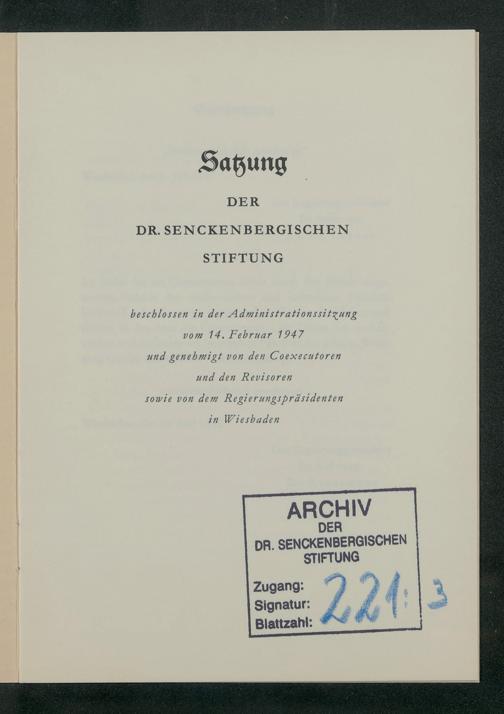 Satzung
DER
DR. SENCKENBERGISCHEN
STIFTUNG
beschlossen in der Administrationssitzung
vom 14. Februar 1947
und genehmigt von den Coexecutoren
und den Revisoren
sowie von dem Regierungspräsidenten
in Wiesbaden
ARCHIV
DER
DR. SENCKENBERGISCHEN
STIFTUNG
Zugang:
Signatur: 221: 3
Blattzahl: